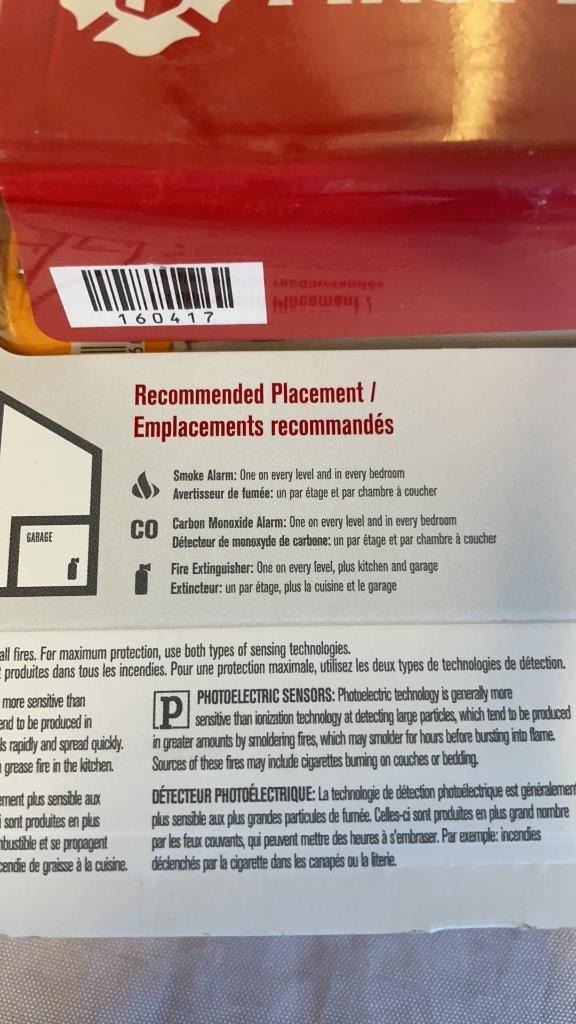 160417
Recommended Placement /
Emplacements recommandés
Smoke Alarm: One on every level and in every bedroom
Avertisseur de fumée: un par étage et par chambre à coucher
CO
Carbon Monoxide Alarm: One on every level and in every bedroom
Détecteur de monoxyde de carbone: un par étage et par chambre à coucher
Fire Extinguisher: One on every level, plus kitchen and garage
Extincteur: un par étage, plus la cuisine et le garage
GARAGE
all fires. For maximum protection, use both types of sensing technologies.
produites dans tous les incendies. Pour une protection maximale, utilisez les deux types de technologies de détection.
more sensitive than
end to be produced in
ls rapidly and spread quickly.
grease fire in the kitchen.
ement plus sensible aux
i sont produites en plus
mbustible et se propagent
cendie de graisse à la cuisine.
P
PHOTOELECTRIC SENSORS: Photoelectric technology is generally more
sensitive than ionization technology at detecting large particles, which tend to be produced
in greater amounts by smoldering fires, which may smolder for hours before bursting into flame.
Sources of these fires may include cigarettes burning on couches or bedding.
DÉTECTEUR PHOTOÉLECTRIQUE: La technologie de détection photoélectrique est généralement
plus sensible aux plus grandes particules de fumée. Celles-ci sont produites en plus grand nombre
par les feux couvants, qui peuvent mettre des heures à s'embraser. Par exemple: incendies
déclenchés par la cigarette dans les canapés ou la literie.